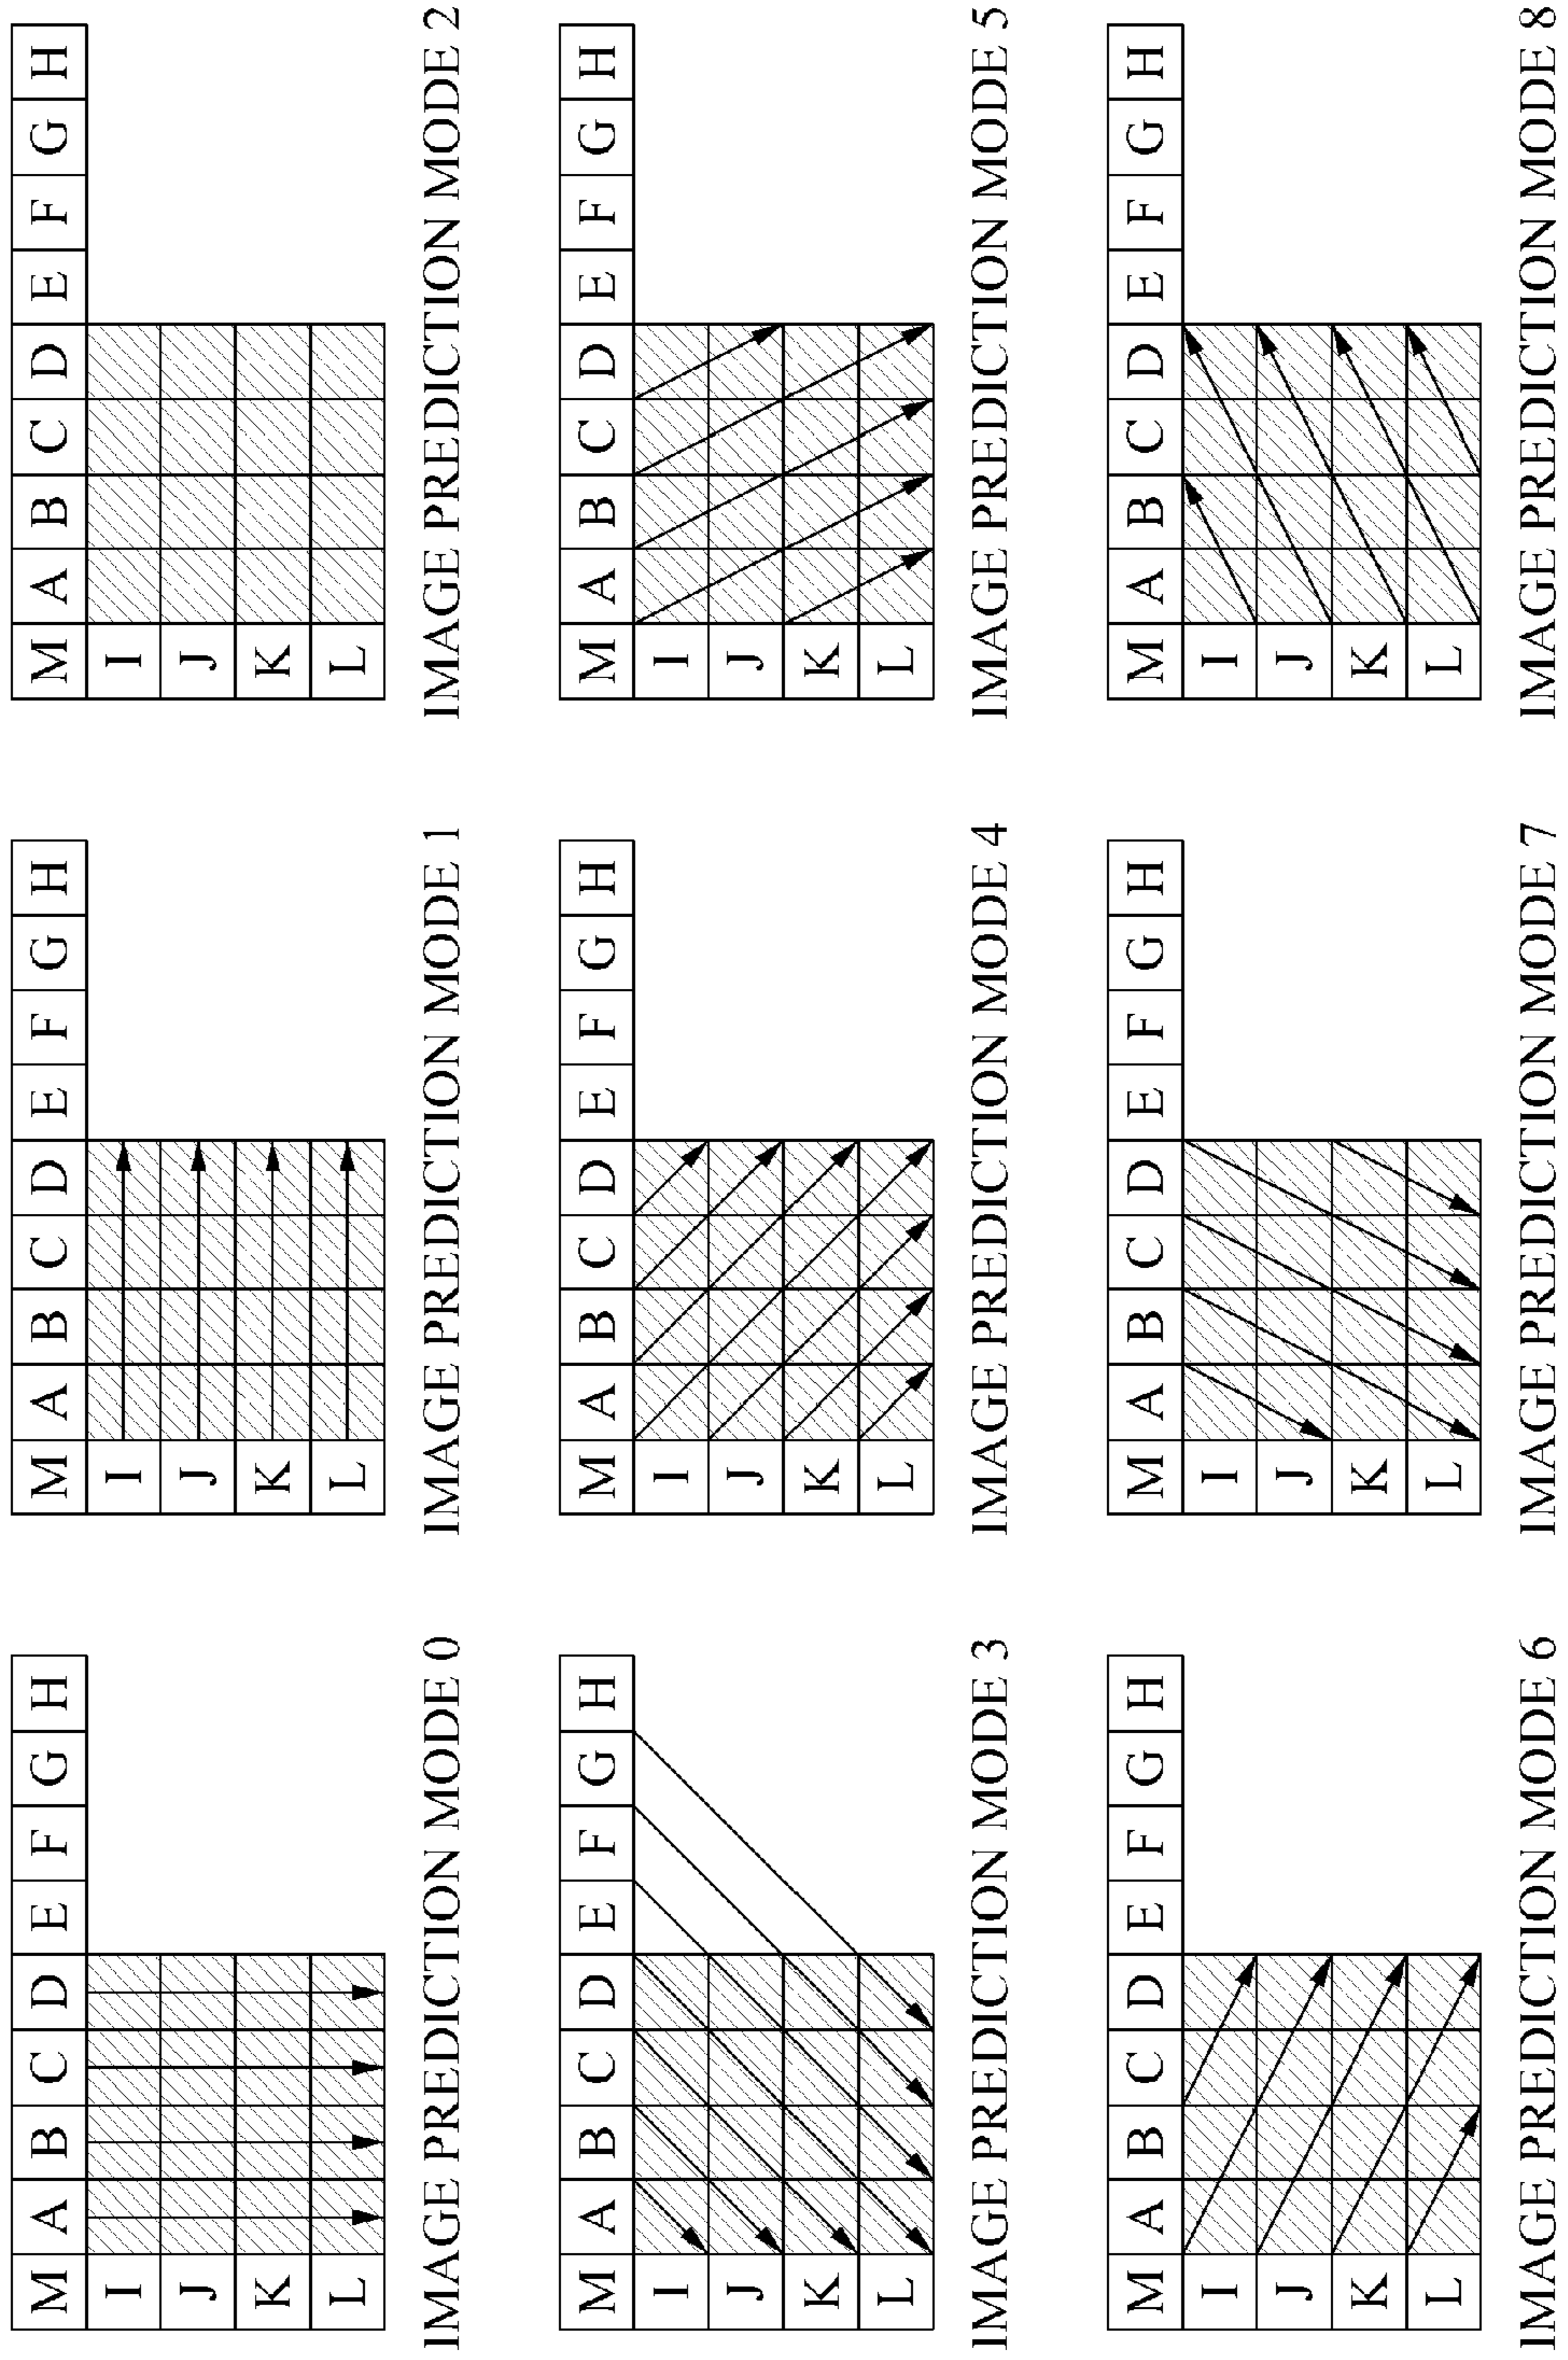 M A B C D E F G H
I
J
K
L
IMAGE PREDICTION MODE 0
M A B C D E F G H
I
J
K
L
IMAGE PREDICTION MODE 1
M A B C D E F G H
I
J
K
L
IMAGE PREDICTION MODE 2
M A B C D E F G H
I
J
K
L
IMAGE PREDICTION MODE 3
M A B C D E F G H
I
J
K
L
IMAGE PREDICTION MODE 4
M A B C D E F G H
I
J
K
L
IMAGE PREDICTION MODE 5
M A B C D E F G H
I
J
K
L
IMAGE PREDICTION MODE 6
M A B C D E F G H
I
J
K
L
IMAGE PREDICTION MODE 7
M A B C D E F G H
I
J
K
L
IMAGE PREDICTION MODE 8